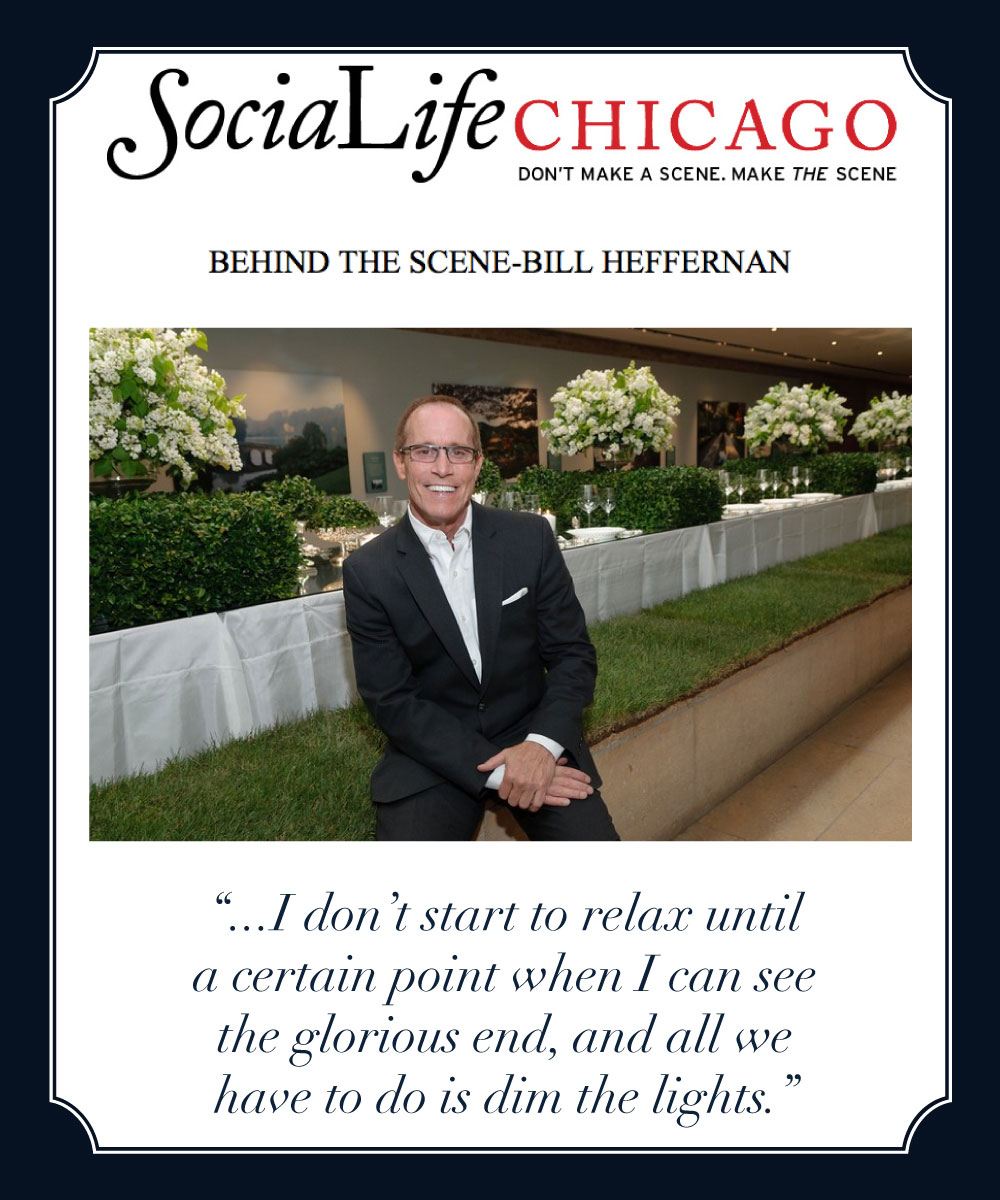 SociaLife CHICAGO
DON'T MAKE A SCENE. MAKE THE SCENE
BEHIND THE SCENE-BILL HEFFERNAN
“...I don’t start to relax until
a certain point when I can see
the glorious end, and all we
have to do is dim the lights.”